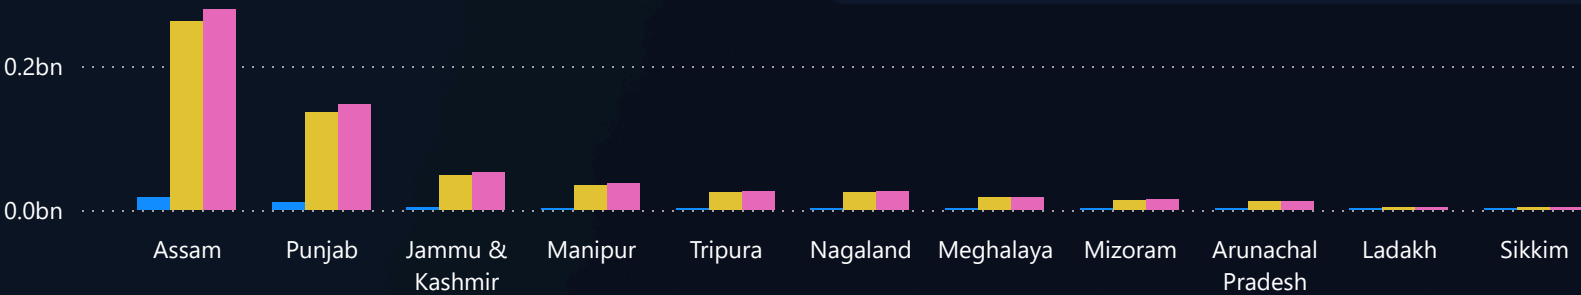 0.2bn
0.0bn
Assam
Punjab
Jammu &
Kashmir
Manipur
Tripura
Nagaland
Meghalaya
Mizoram
Arunachal
Pradesh
Ladakh
Sikkim